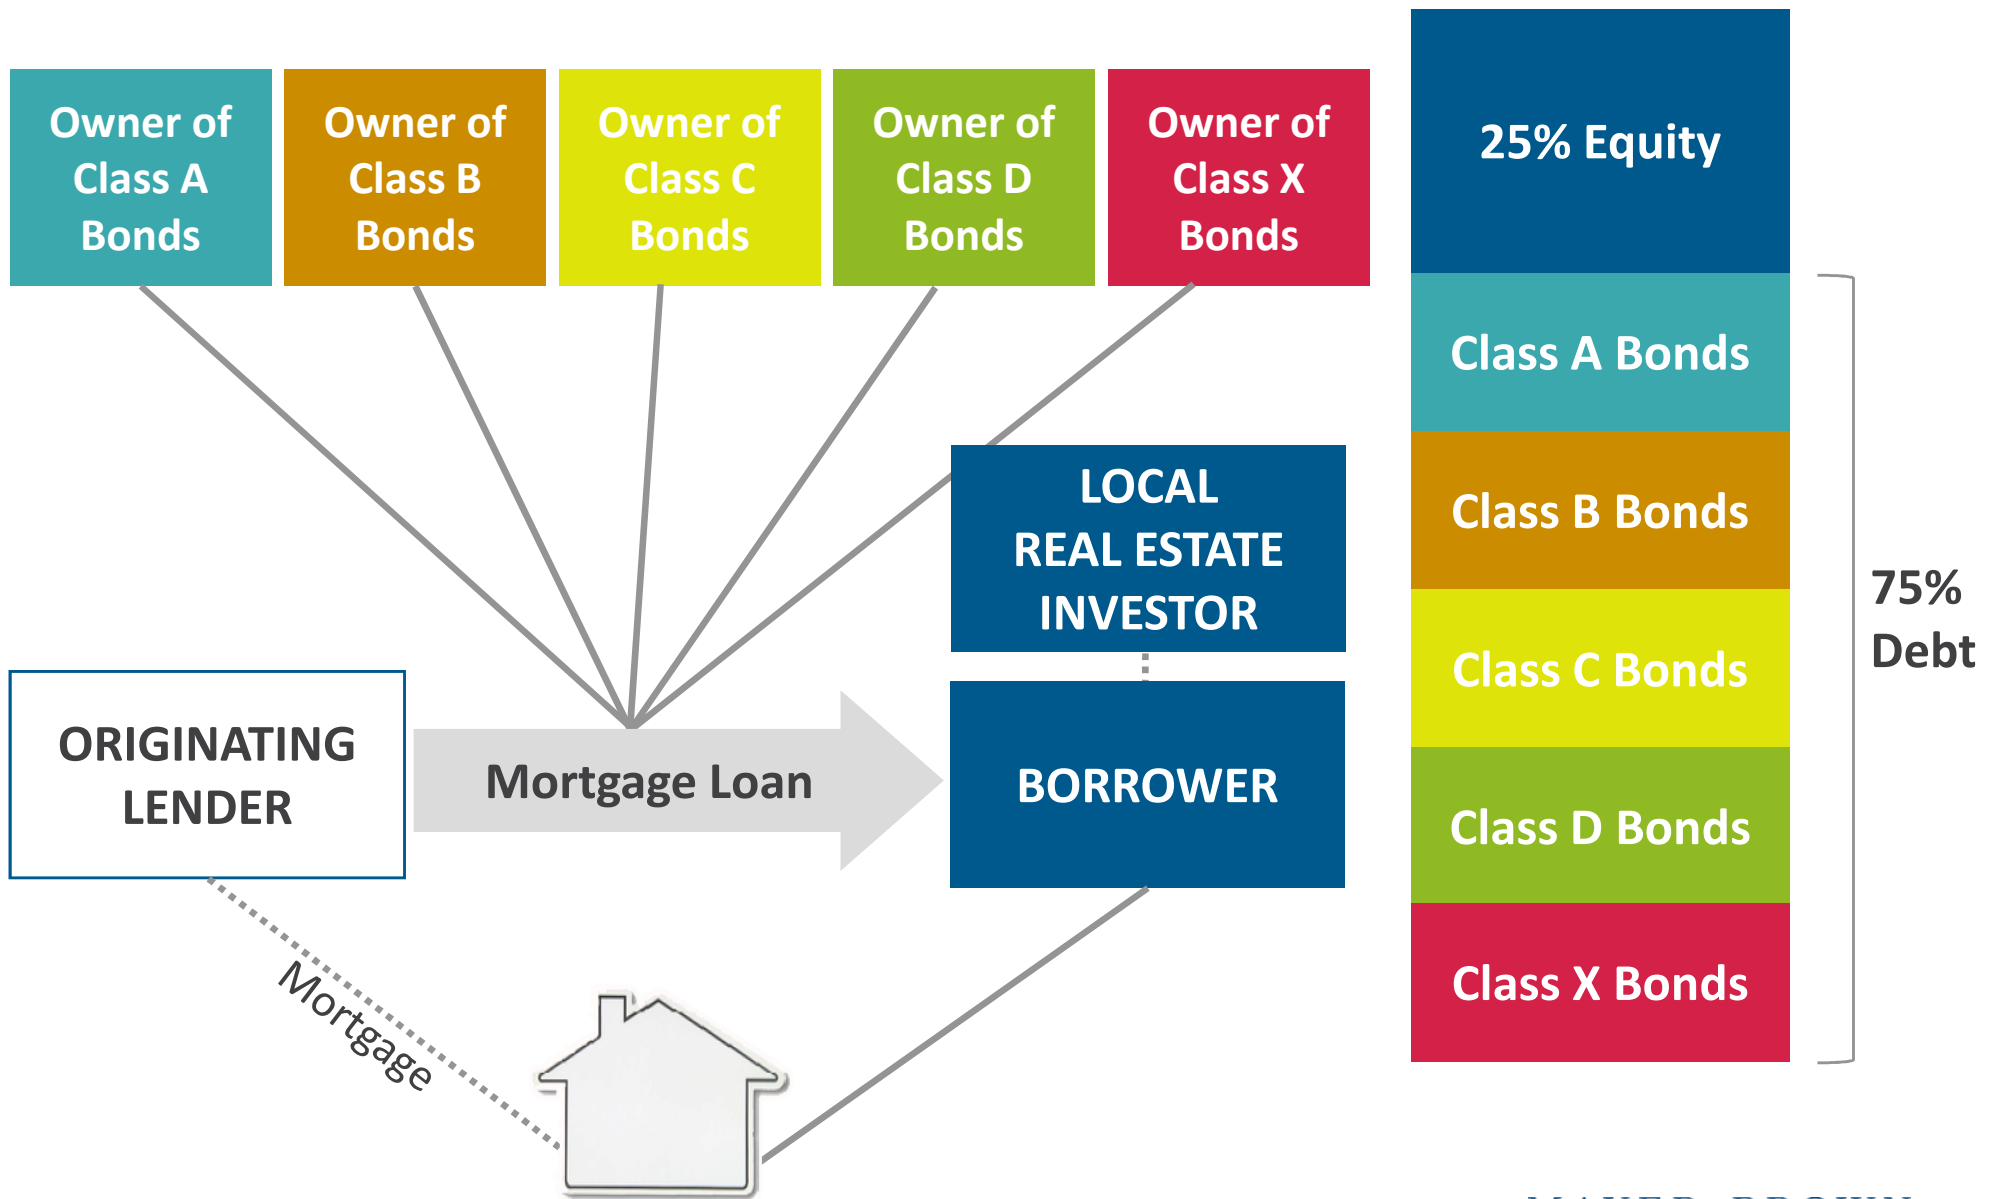 Owner of
Class A
Bonds
Owner of
Class B
Bonds
Owner of
Class C
Bonds
Owner of
Class D
Bonds
Owner of
Class X
Bonds
25% Equity
Class A Bonds
Class B Bonds
Class C Bonds
Class D Bonds
Class X Bonds
75%
Debt
LOCAL
REAL ESTATE
INVESTOR
ORIGINATING
LENDER
Mortgage Loan
BORROWER
Mortgage
MAYER BROWN